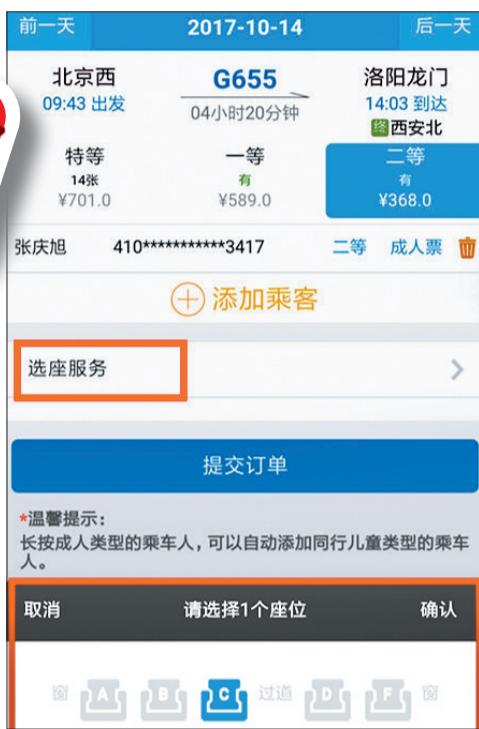 前一天 2017-10-14 后一天
北京西 G655 洛阳龙门
09:43 出发 04小时20分钟 14:03 到达
终 西安北
特等 一等 二等
14张 有 有
¥701.0 ¥589.0 ¥368.0
张庆旭 410***********3417 二等 成人票
添加乘客
选座服务
提交订单
*温馨提示:
长按成人类型的乘车人，可以自动添加同行儿童类型的乘车
人。
取消 请选择1个座位 确认
窗 A B C 过道 D F 窗